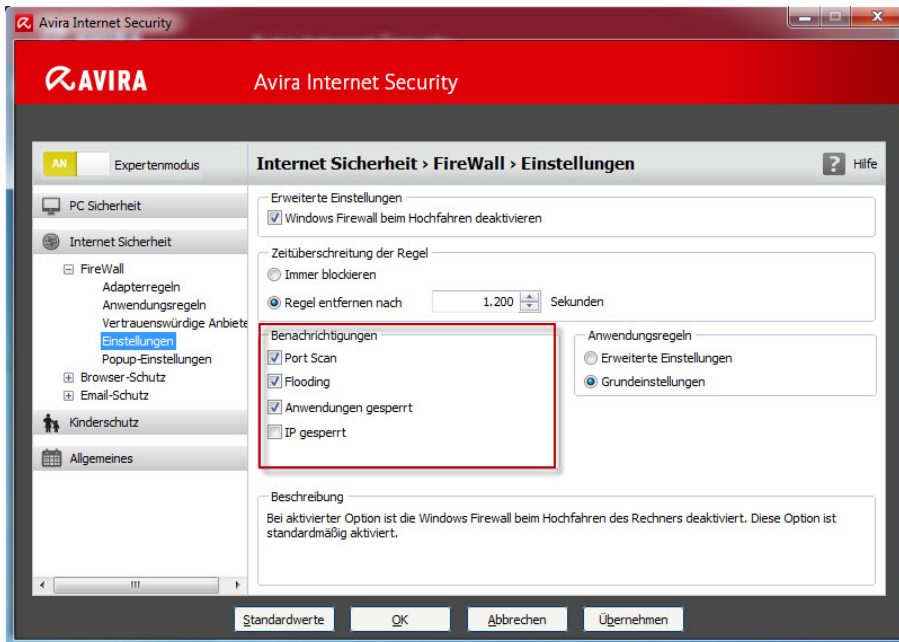 Avira Internet Security
AVIRA
Avira Internet Security
AN
Expertenmodus
Internet Sicherheit › FireWall › Einstellungen
? Hilfe
PC Sicherheit
Internet Sicherheit
FireWall
Adapterregeln
Anwendungsregeln
Vertrauenswürdige Anbiete
Einstellungen
Popup-Einstellungen
Browser-Schutz
Email-Schutz
Kinderschutz
Allgemeines
Erweiterte Einstellungen
Windows Firewall beim Hochfahren deaktivieren
Zeitüberschreitung der Regel
Immer blockieren
Regel entfernen nach 1.200 Sekunden
Benachrichtigungen
Port Scan
Flooding
Anwendungen gesperrt
IP gesperrt
Anwendungsregeln
Erweiterte Einstellungen
Grundeinstellungen
Beschreibung
Bei aktivierter Option ist die Windows Firewall beim Hochfahren des Rechners deaktiviert. Diese Option ist
standardmäßig aktiviert.
Standardwerte
OK
Abbrechen
Übernehmen